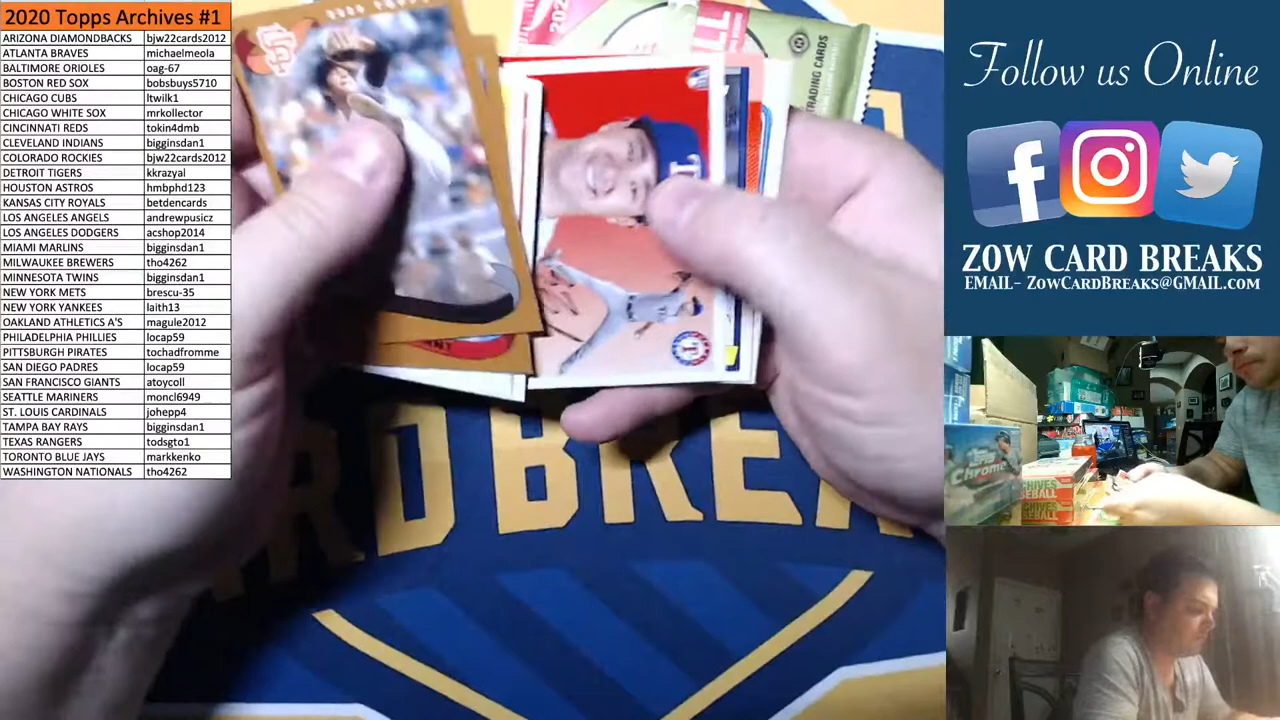 2020 Topps Archives #1
ARIZONA DIAMONDBACKS bjw22cards2012
ATLANTA BRAVES michaelmeola
BALTIMORE ORIOLES oag-67
BOSTON RED SOX bobsbuys5710
CHICAGO CUBS ltwilk1
CHICAGO WHITE SOX mrkollector
CINCINNATI REDS tokin4dmb
CLEVELAND INDIANS bigginsdan1
COLORADO ROCKIES bjw22cards2012
DETROIT TIGERS kkrazyal
HOUSTON ASTROS hmbphd123
KANSAS CITY ROYALS betdencards
LOS ANGELES ANGELS andrewpusicz
LOS ANGELES DODGERS acshop2014
MIAMI MARLINS bigginsdan1
MILWAUKEE BREWERS tho4262
MINNESOTA TWINS bigginsdan1
NEW YORK METS brescu-35
NEW YORK YANKEES laith13
OAKLAND ATHLETICS A'S magule2012
PHILADELPHIA PHILLIES locap59
PITTSBURGH PIRATES tochadfromme
SAN DIEGO PADRES locap59
SAN FRANCISCO GIANTS atoycoll
SEATTLE MARINERS moncl6949
ST. LOUIS CARDINALS johepp4
TAMPA BAY RAYS bigginsdan1
TEXAS RANGERS todsgto1
TORONTO BLUE JAYS markkenko
WASHINGTON NATIONALS tho4262
TRADING CARDS
ARD BREA
Follow us Online
ZOW CARD BREAKS
EMAIL- ZOWCARDBREAKS@GMAIL.COM
Chrome